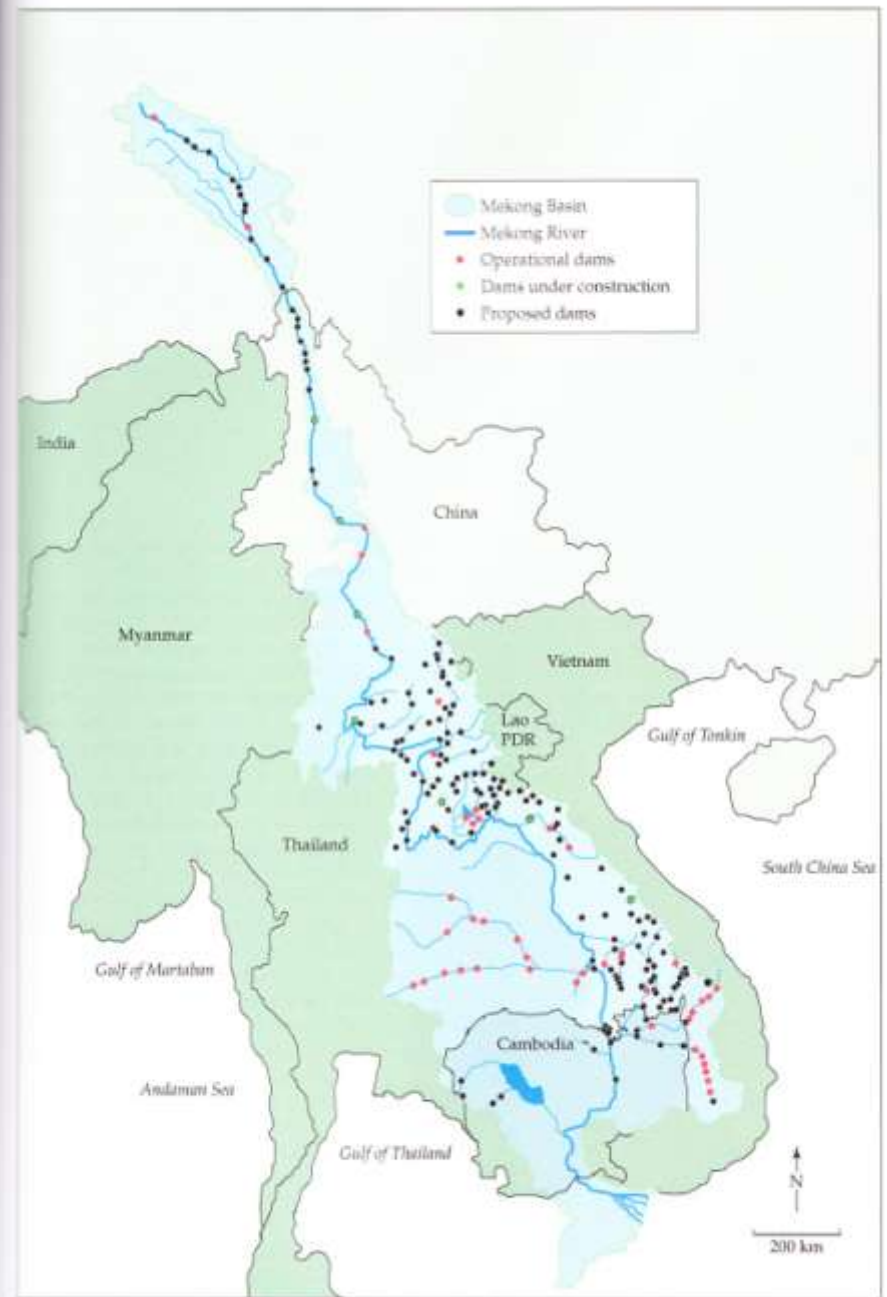 Mekong Basin
Mekong River
Operational dams
Dams under construction
Proposed dams
India
China
Myanmar
Vietnam
Lao
PDR
Gulf of Tonkin
Thailand
South China Sea
Gulf of Martaban
Cambodia
Andaman Sea
Gulf of Thailand
N
200 km